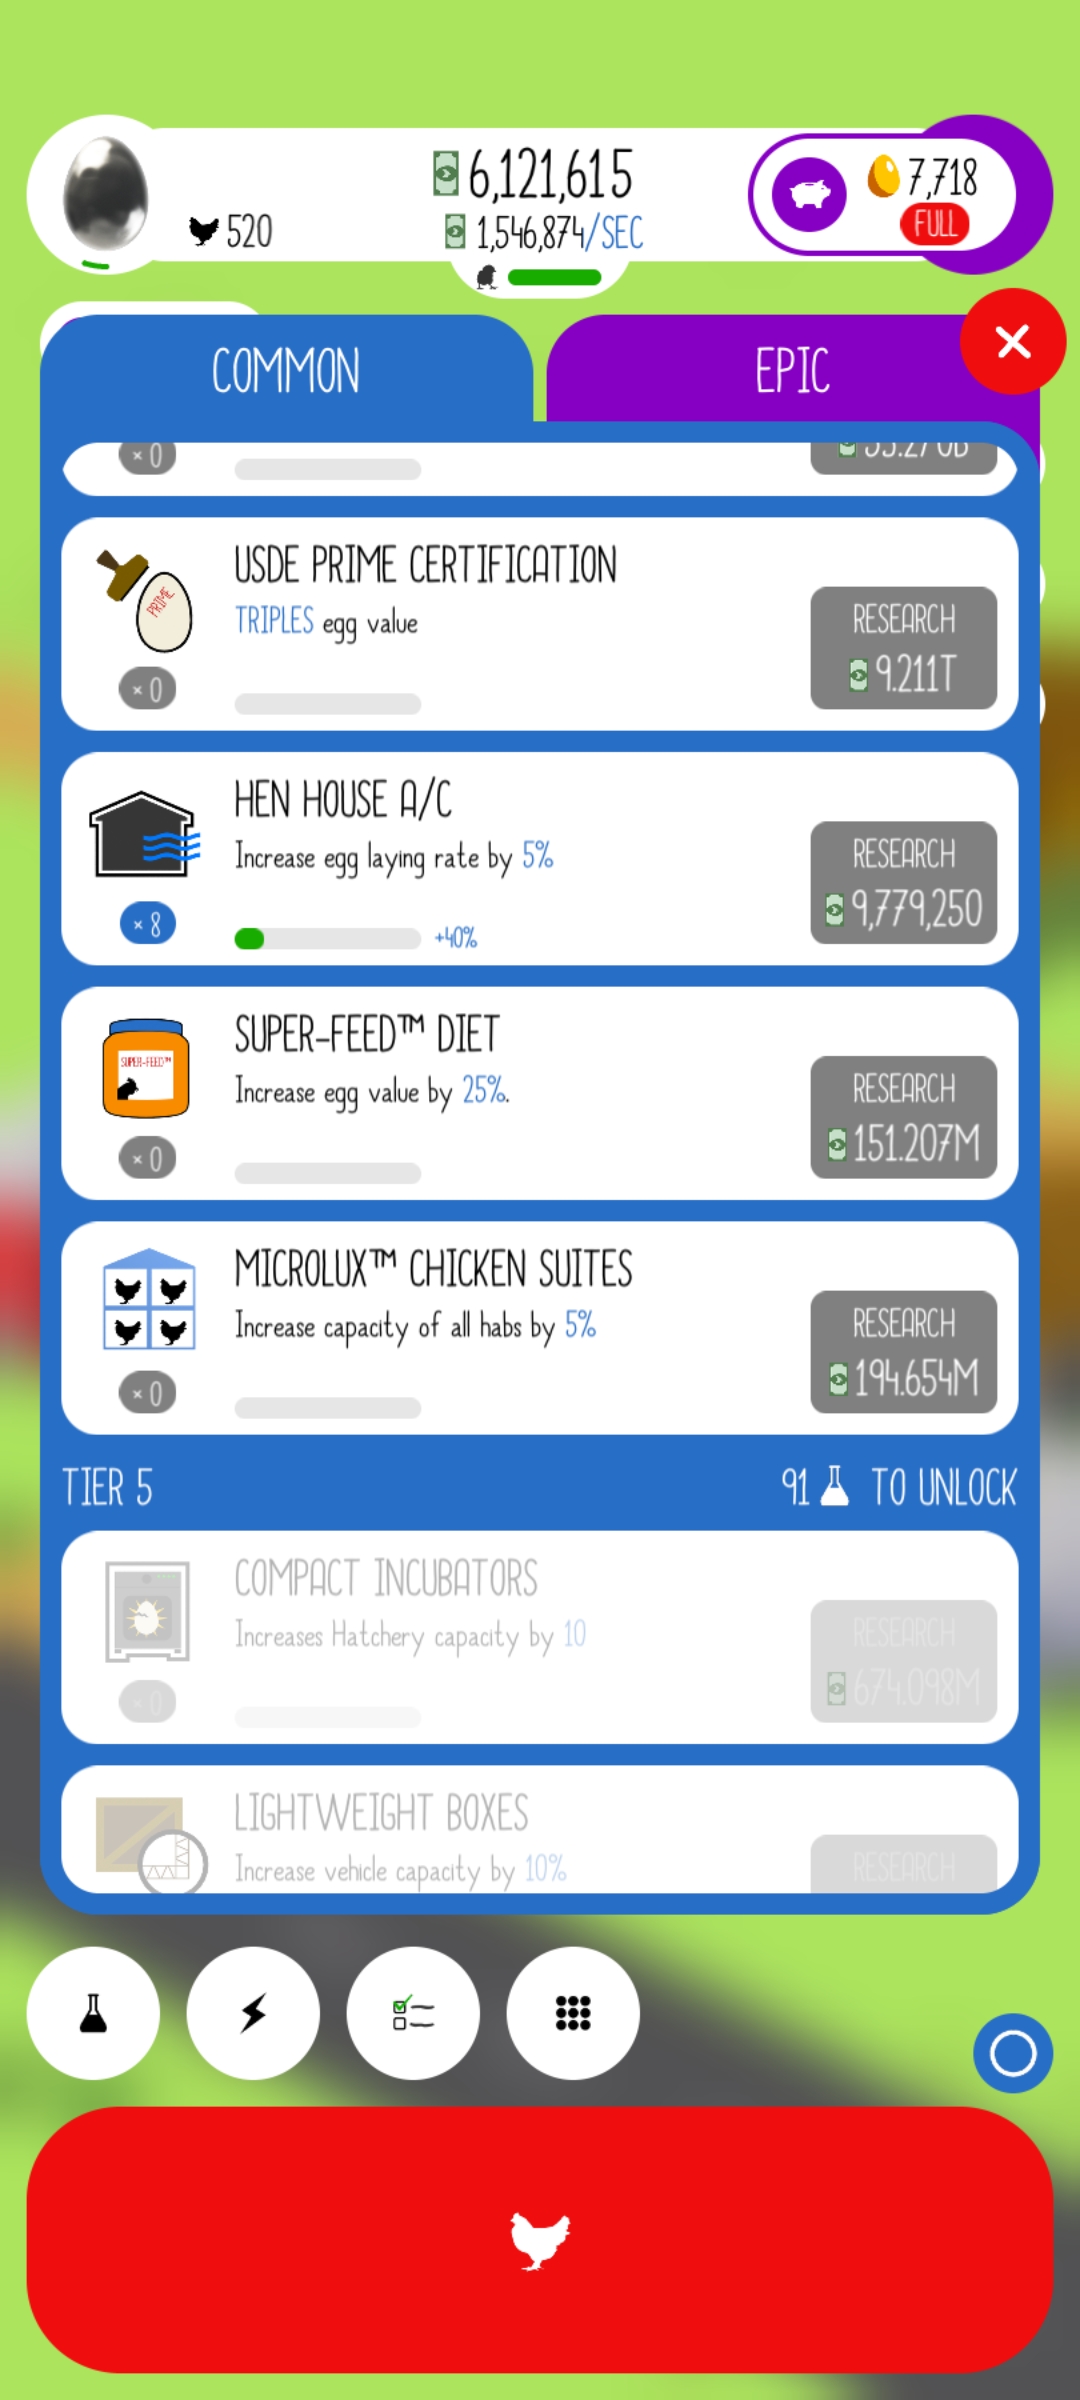 6,121,615
7,718
520
1,546,874/SEC
FULL
COMMON
EPIC
× 0
USDE PRIME CERTIFICATION
TRIPLES egg value
PRIME
RESEARCH
9.211T
× 0
HEN HOUSE A/C
Increase egg laying rate by 5%
RESEARCH
9,779,250
× 8
+40%
SUPER-FEED™ DIET
Increase egg value by 25%.
SUPER-FEED™
RESEARCH
151.207M
× 0
MICROLUX™ CHICKEN SUITES
Increase capacity of all habs by 5%
RESEARCH
194.654M
× 0
TIER 5
91 TO UNLOCK
COMPACT INCUBATORS
Increases Hatchery capacity by 10
RESEARCH
674.098M
× 0
LIGHTWEIGHT BOXES
Increase vehicle capacity by 10%
RESEARCH